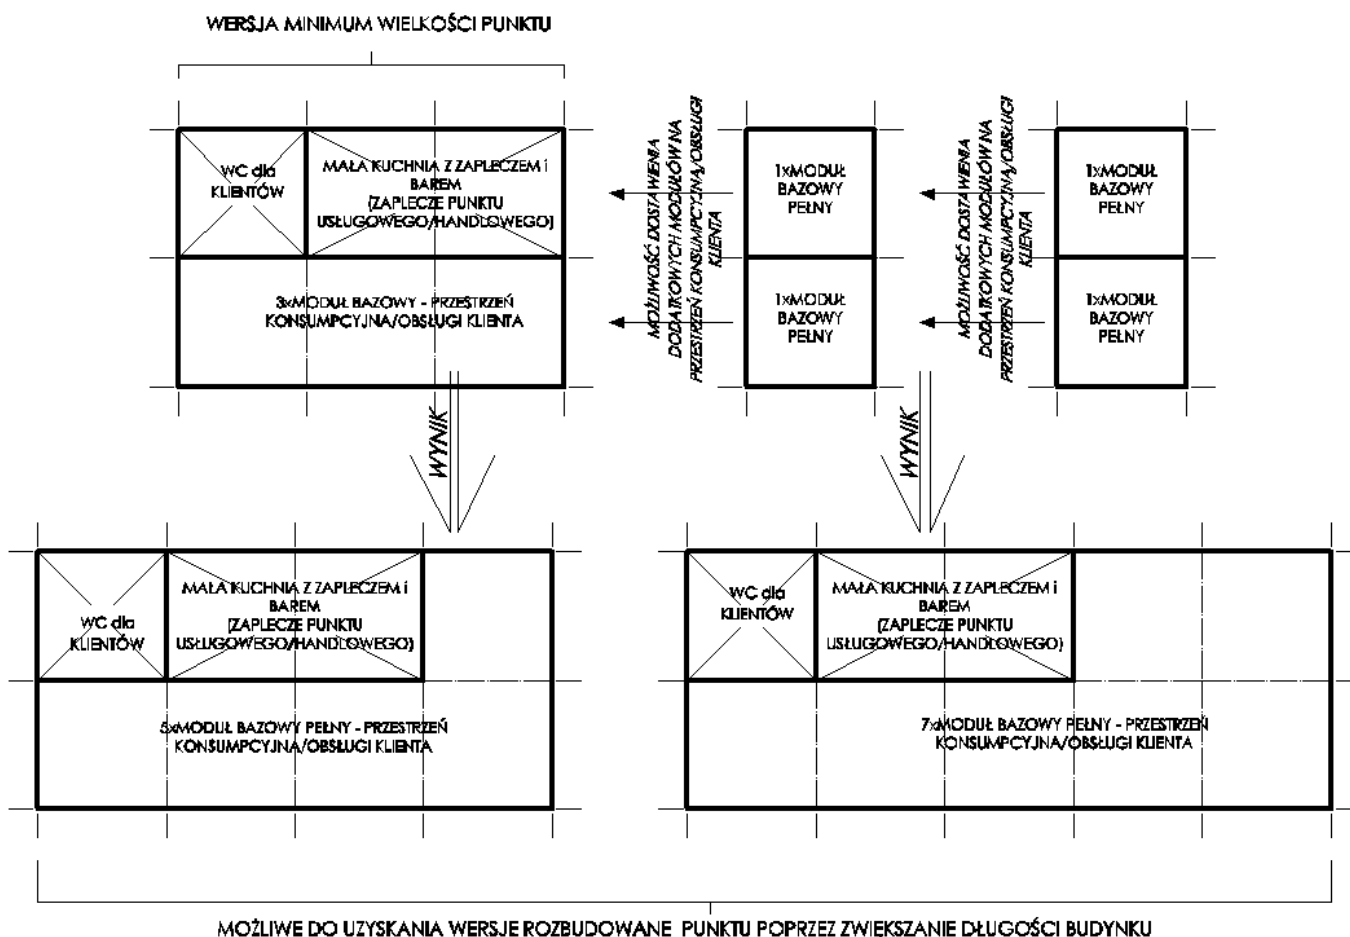 WERSJA MINIMUM WIELKOŚCI PUNKTU
WC dla
KLIENTÓW
MAŁA KUCHNIA Z ZAPLECZEM i
BAREM
(ZAPLECZE PUNKTU
USŁUGOWEGO/HANDLOWEGO)
3xMODUŁ BAZOWY - PRZESTRZEŃ
KONSUMPCYJNA/OBSŁUGI KLIENTA
MOŻLIWOŚĆ DOSTAWIENIA
DODATKOWYCH MODUŁÓW NA
PRZESTRZEŃ KONSUMPCYJNĄ/OBSŁUGI
KLIENTA
1xMODUŁ
BAZOWY
PEŁNY
1xMODUŁ
BAZOWY
PEŁNY
MOŻLIWOŚĆ DOSTAWIENIA
DODATKOWYCH MODUŁÓW NA
PRZESTRZEŃ KONSUMPCYJNĄ/OBSŁUGI
KLIENTA
1xMODUŁ
BAZOWY
PEŁNY
1xMODUŁ
BAZOWY
PEŁNY
WYNIK
WYNIK
WC dla
KLIENTÓW
MAŁA KUCHNIA Z ZAPLECZEM i
BAREM
(ZAPLECZE PUNKTU
USŁUGOWEGO/HANDLOWEGO)
5xMODUŁ BAZOWY PEŁNY - PRZESTRZEŃ
KONSUMPCYJNA/OBSŁUGI KLIENTA
WC dla
KLIENTÓW
MAŁA KUCHNIA Z ZAPLECZEM i
BAREM
(ZAPLECZE PUNKTU
USŁUGOWEGO/HANDLOWEGO)
7xMODUŁ BAZOWY PEŁNY - PRZESTRZEŃ
KONSUMPCYJNA/OBSŁUGI KLIENTA
MOŻLIWE DO UZYSKANIA WERSJE ROZBUDOWANE PUNKTU POPRZEZ ZWIĘKSZANIE DŁUGOŚCI BUDYNKU